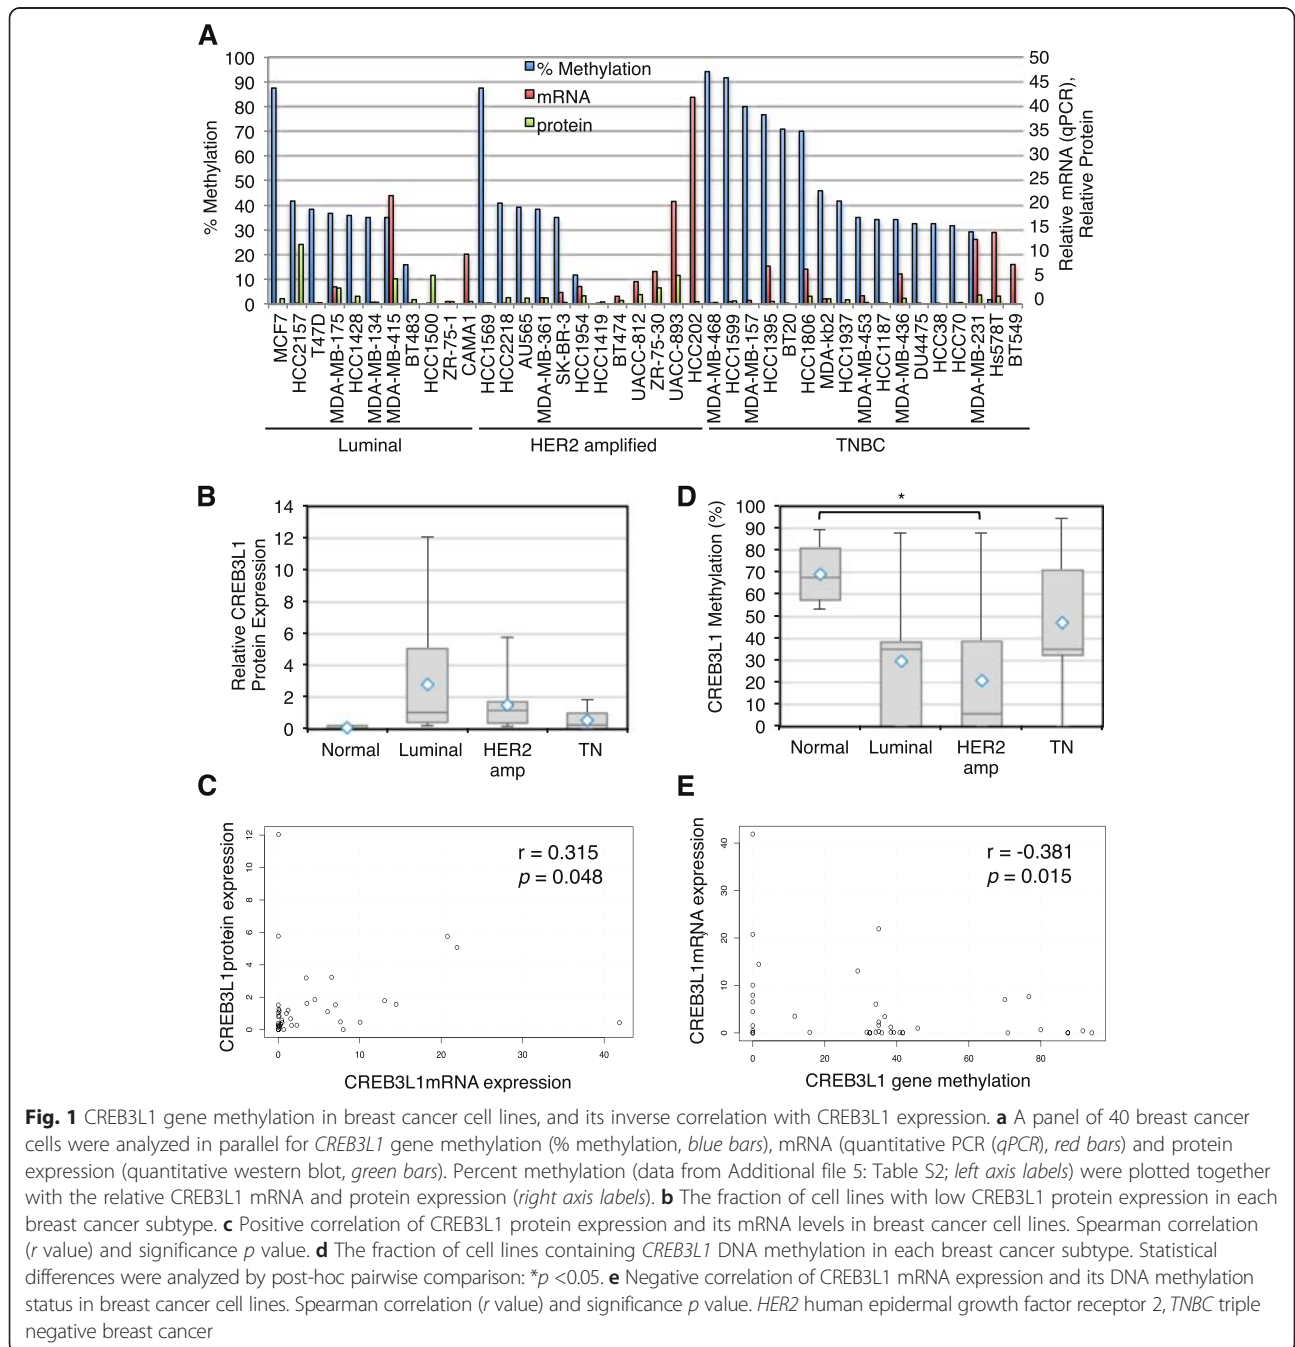 A
100
90
80
70
60
50
40
30
20
10
0
% Methylation
% Methylation
mRNA
protein
50
45
40
35
30
25
20
15
10
5
0
Relative mRNA (qPCR),
Relative Protein
MCF7
HCC2157
T47D
MDA-MB-175
HCC1428
MDA-MB-134
MDA-MB-415
BT483
HCC1500
ZR-75-1
CAMA1
HCC1569
HCC2218
AU565
MDA-MB-361
SK-BR-3
HCC1954
HCC1419
BT474
UACC-812
ZR-75-30
UACC-893
HCC202
MDA-MB-468
HCC1599
MDA-MB-157
HCC1395
BT20
HCC1806
MDA-kb2
HCC1937
MDA-MB-453
HCC1187
MDA-MB-436
DU4475
HCC38
HCC70
MDA-MB-231
Hs578T
BT549
Luminal
HER2 amplified
TNBC
B
Relative CREB3L1
Protein Expression
14
12
10
8
6
4
2
0
Normal
Luminal
HER2
amp
TN
D
CREB3L1 Methylation (%)
100
90
80
70
60
50
40
30
20
10
0
*
Normal
Luminal
HER2
amp
TN
C
CREB3L1protein expression
12
10
8
6
4
2
0
r = 0.315
p = 0.048
0
10
20
30
40
CREB3L1mRNA expression
E
CREB3L1mRNA expression
40
30
20
10
0
r = -0.381
p = 0.015
0
20
40
60
80
CREB3L1 gene methylation
Fig. 1 CREB3L1 gene methylation in breast cancer cell lines, and its inverse correlation with CREB3L1 expression. a A panel of 40 breast cancer
cells were analyzed in parallel for CREB3L1 gene methylation (% methylation, blue bars), mRNA (quantitative PCR (qPCR), red bars) and protein
expression (quantitative western blot, green bars). Percent methylation (data from Additional file 5: Table S2; left axis labels) were plotted together
with the relative CREB3L1 mRNA and protein expression (right axis labels). b The fraction of cell lines with low CREB3L1 protein expression in each
breast cancer subtype. c Positive correlation of CREB3L1 protein expression and its mRNA levels in breast cancer cell lines. Spearman correlation
(r value) and significance p value. d The fraction of cell lines containing CREB3L1 DNA methylation in each breast cancer subtype. Statistical
differences were analyzed by post-hoc pairwise comparison: *p <0.05. e Negative correlation of CREB3L1 mRNA expression and its DNA methylation
status in breast cancer cell lines. Spearman correlation (r value) and significance p value. HER2 human epidermal growth factor receptor 2, TNBC triple
negative breast cancer